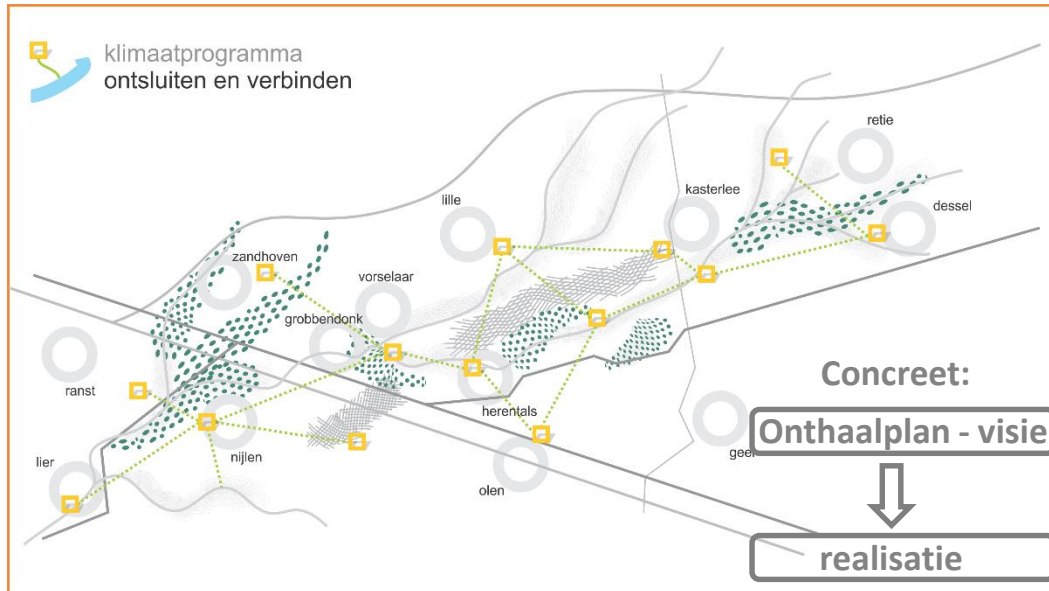 klimaatprogramma
ontsluiten en verbinden
retie
kasterlee
lille
dessel
zandhoven
vorselaar
grobbendonk
ranst
herentals
nijlen
lier
olen
geel
Concreet:
Onthaalplan - visie
realisatie